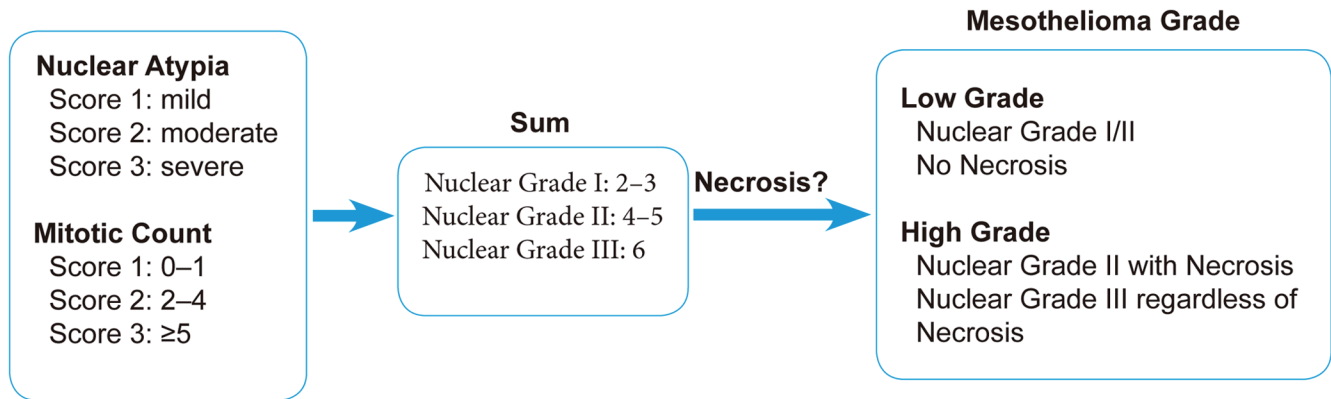 Nuclear Atypia
Score 1: mild
Score 2: moderate
Score 3: severe
Mitotic Count
Score 1: 0–1
Score 2: 2–4
Score 3: ≥5
Sum
Nuclear Grade I: 2–3
Nuclear Grade II: 4–5
Nuclear Grade III: 6
Necrosis?
Mesothelioma Grade
Low Grade
Nuclear Grade I/II
No Necrosis
High Grade
Nuclear Grade II with Necrosis
Nuclear Grade III regardless of
Necrosis